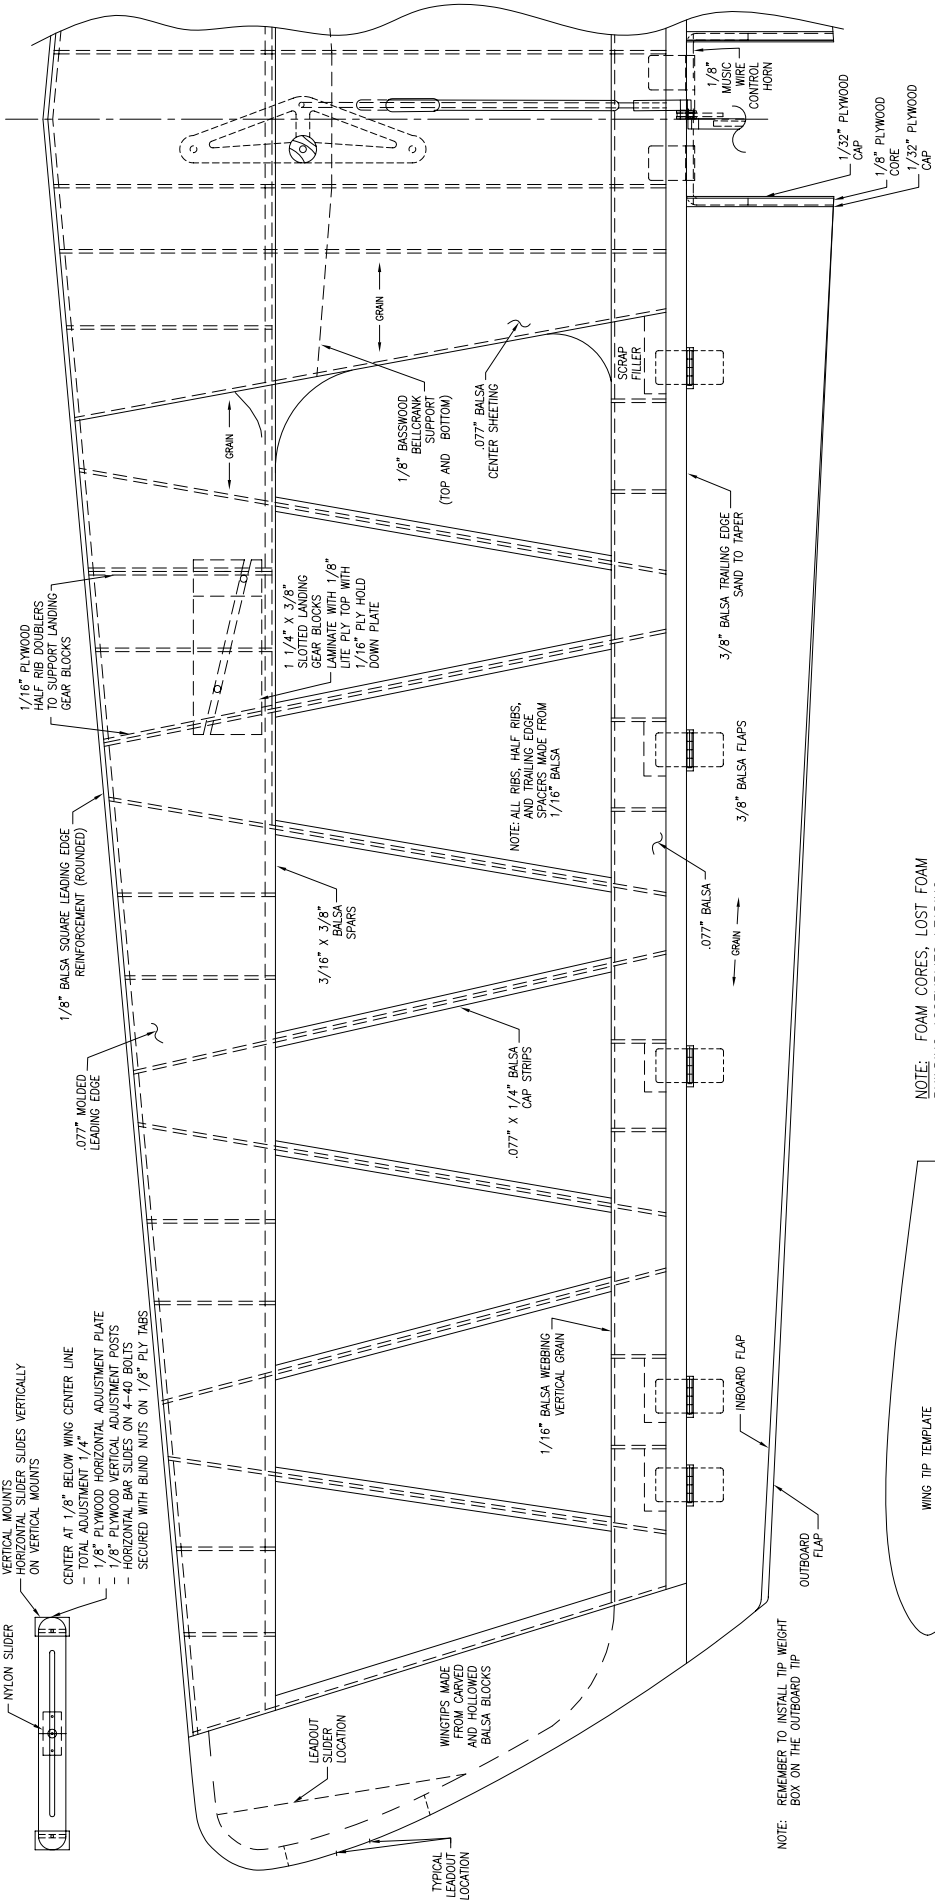 NYLON SLIDER
VERTICAL MOUNTS
HORIZONTAL SLIDER SLIDES VERTICALLY
ON VERTICAL MOUNTS
CENTER AT 1/8" BELOW WING CENTER LINE
- TOTAL ADJUSTMENT 1/4"
- 1/8" PLYWOOD HORIZONTAL ADJUSTMENT PLATE
- 1/8" PLYWOOD VERTICAL ADJUSTMENT POSTS
- HORIZONTAL BAR SLIDES ON 4-40 BOLTS
SECURED WITH BLIND NUTS ON 1/8" PLY TABS
.077" MOLDED
LEADING EDGE
1/8" BALSA SQUARE LEADING EDGE
REINFORCEMENT (ROUNDED)
1/16" PLYWOOD
HALF RIB DOUBLERS
TO SUPPORT LANDING
GEAR BLOCKS
GRAIN
GRAIN
1/8" BASSWOOD
BELLCRANK
SUPPORT
(TOP AND BOTTOM)
.077" BALSA
CENTER SHEETING
1 1/4" X 3/8"
SLOTTED LANDING
GEAR BLOCKS
LAMINATE WITH 1/8"
LITE PLY TOP WITH
1/16" PLY HOLD
DOWN PLATE
3/16" X 3/8"
BALSA
SPARS
NOTE: ALL RIBS, HALF RIBS,
AND TRAILING EDGE
SPACERS MADE FROM
1/16" BALSA
.077" X 1/4" BALSA
CAP STRIPS
1/16" BALSA WEBBING
VERTICAL GRAIN
LEADOUT
SLIDER
LOCATION
WINGTIPS MADE
FROM CARVED
AND HOLLOWED
BALSA BLOCKS
TYPICAL
LEADOUT
LOCATION
SCRAP
FILLER
1/8"
MUSIC
WIRE
CONTROL
HORN
1/32" PLYWOOD
CAP
1/8" PLYWOOD
CORE
1/32" PLYWOOD
CAP
3/8" BALSA TRAILING EDGE
SAND TO TAPER
3/8" BALSA FLAPS
.077" BALSA
GRAIN
INBOARD FLAP
OUTBOARD
FLAP
NOTE: REMEMBER TO INSTALL TIP WEIGHT
BOX ON THE OUTBOARD TIP
WING TIP TEMPLATE
NOTE: FOAM CORES, LOST FOAM